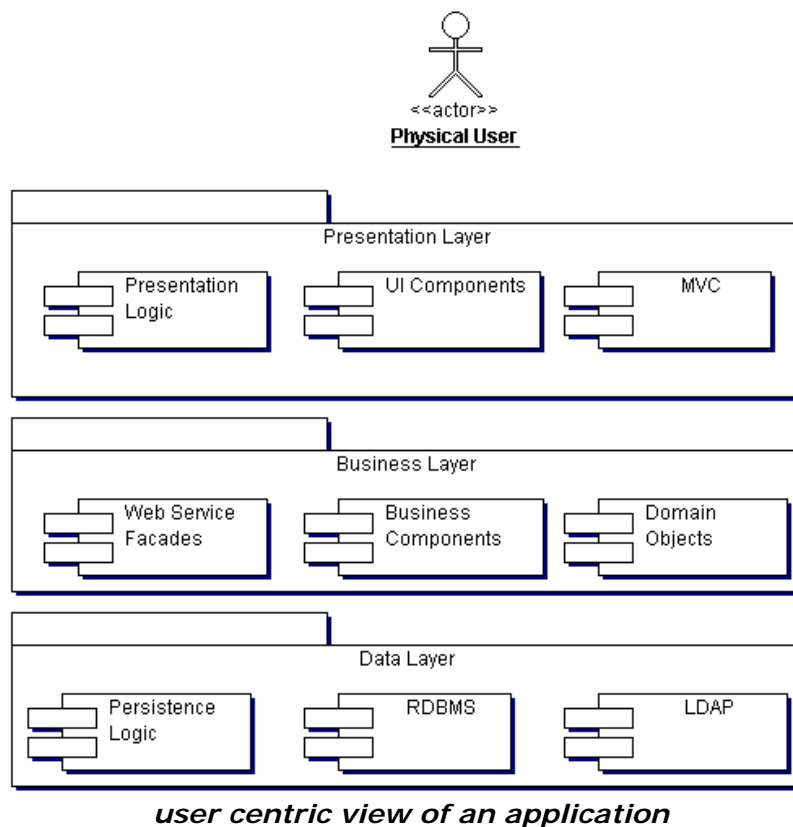 <<actor>>
Physical User
Presentation Layer
Presentation
Logic
UI Components
MVC
Business Layer
Web Service
Facades
Business
Components
Domain
Objects
Data Layer
Persistence
Logic
RDBMS
LDAP
user centric view of an application